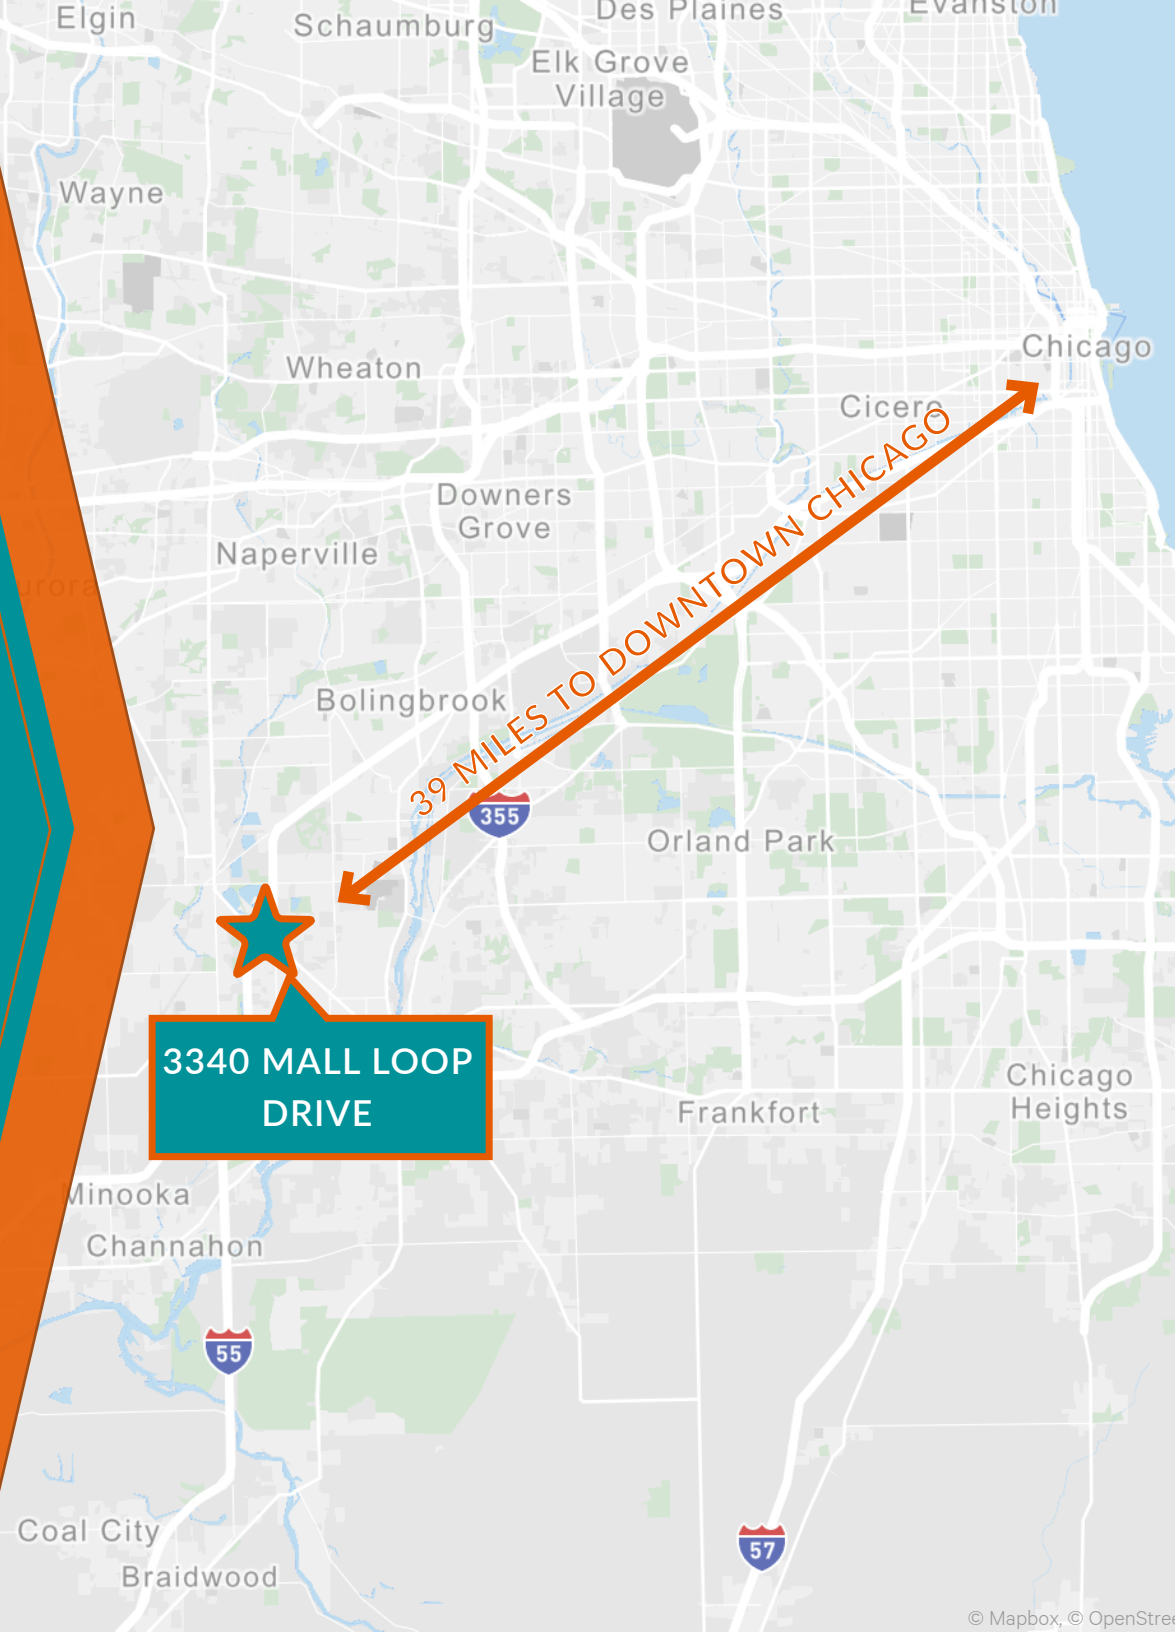 Elgin
Schaumburg
Des Plaines
Evanston
Elk Grove
Village
Wayne
Chicago
Wheaton
Cicero
Downers
Grove
Naperville
39 MILES TO DOWNTOWN CHICAGO
Bolingbrook
355
Orland Park
3340 MALL LOOP
DRIVE
Chicago
Heights
Frankfort
Minooka
Channahon
55
Coal City
57
Braidwood
© Mapbox, © OpenStree